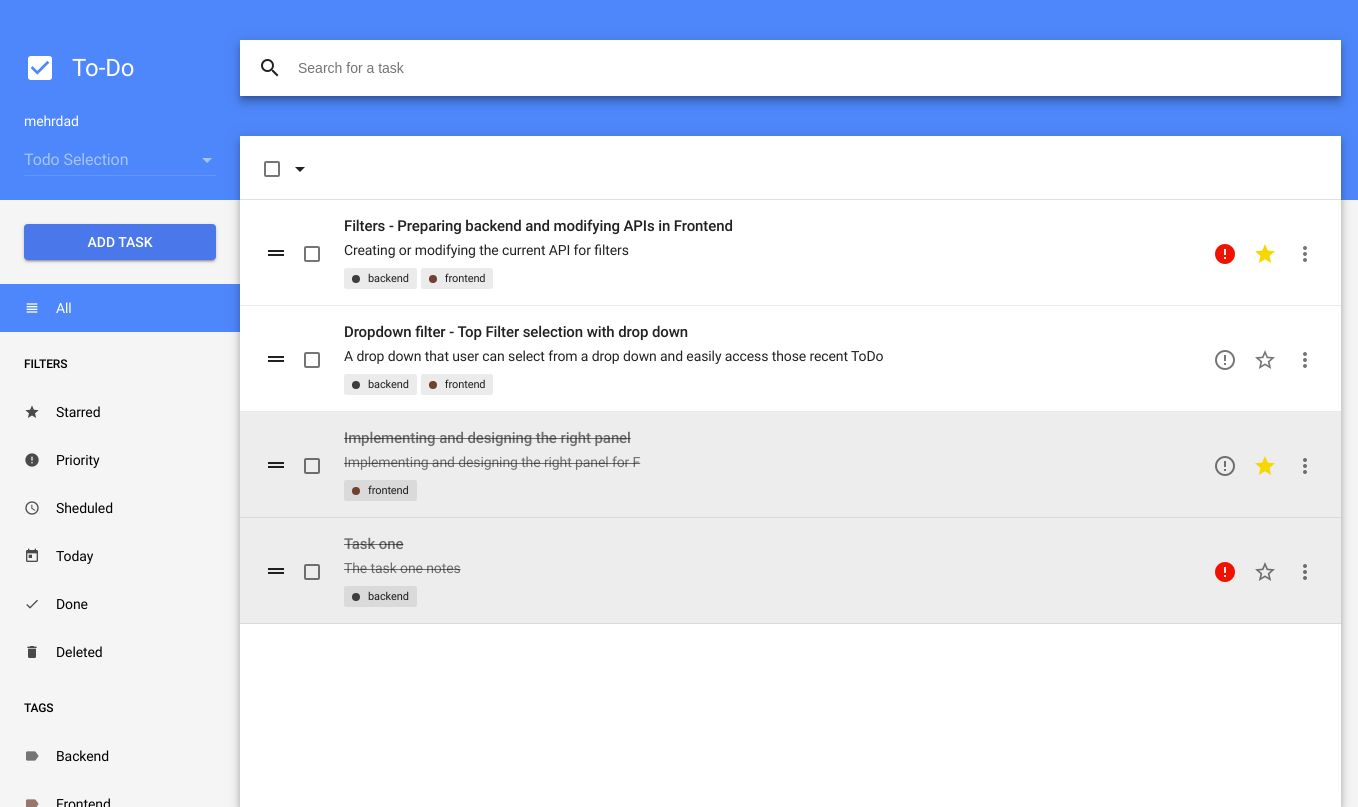 To-Do
mehrdad
Todo Selection
ADD TASK
All
FILTERS
Starred
Priority
Sheduled
Today
Done
Deleted
TAGS
Backend
Frontend
Search for a task
Filters - Preparing backend and modifying APIs in Frontend
Creating or modifying the current API for filters
backend frontend
Dropdown filter - Top Filter selection with drop down
A drop down that user can select from a drop down and easily access those recent ToDo
backend frontend
Implementing and designing the right panel
Implementing and designing the right panel for F
frontend
Task one
The task one notes
backend